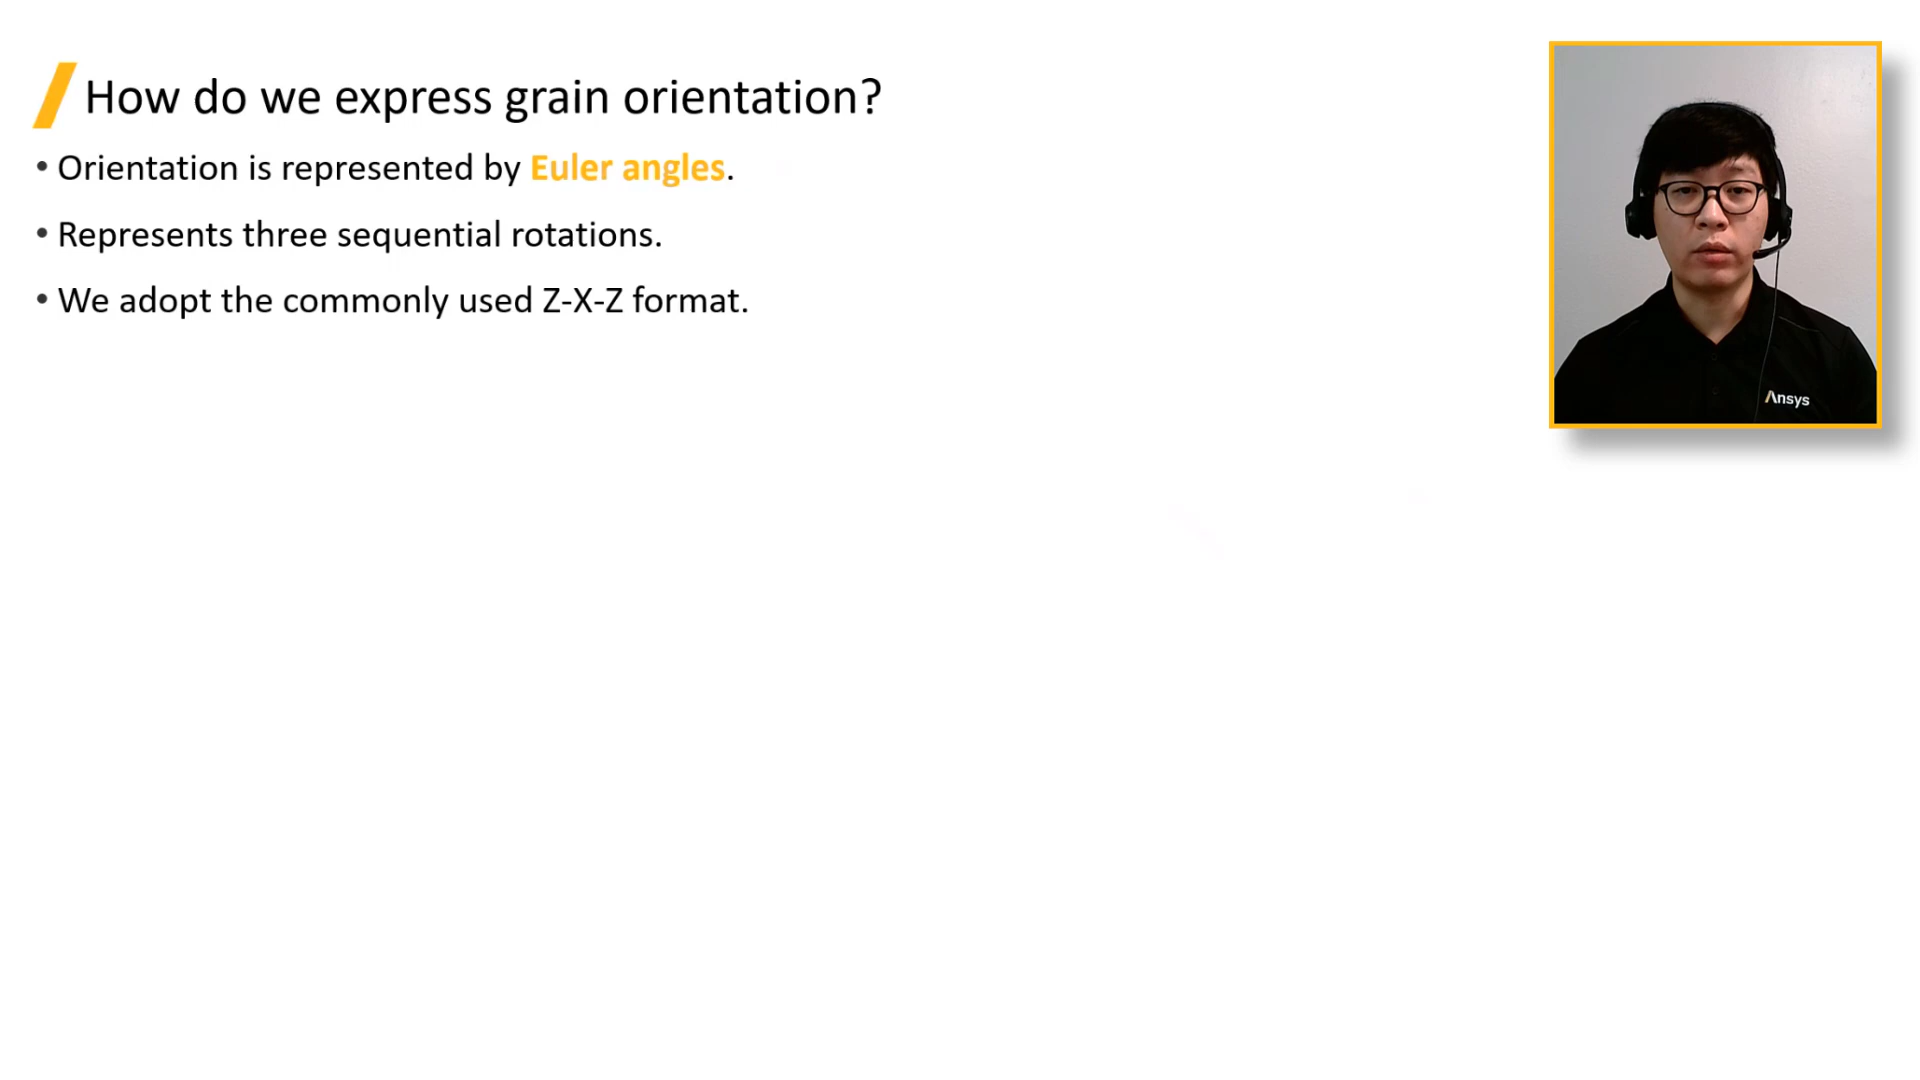 How do we express grain orientation?
• Orientation is represented by Euler angles.
• Represents three sequential rotations.
• We adopt the commonly used Z-X-Z format.
Ansys